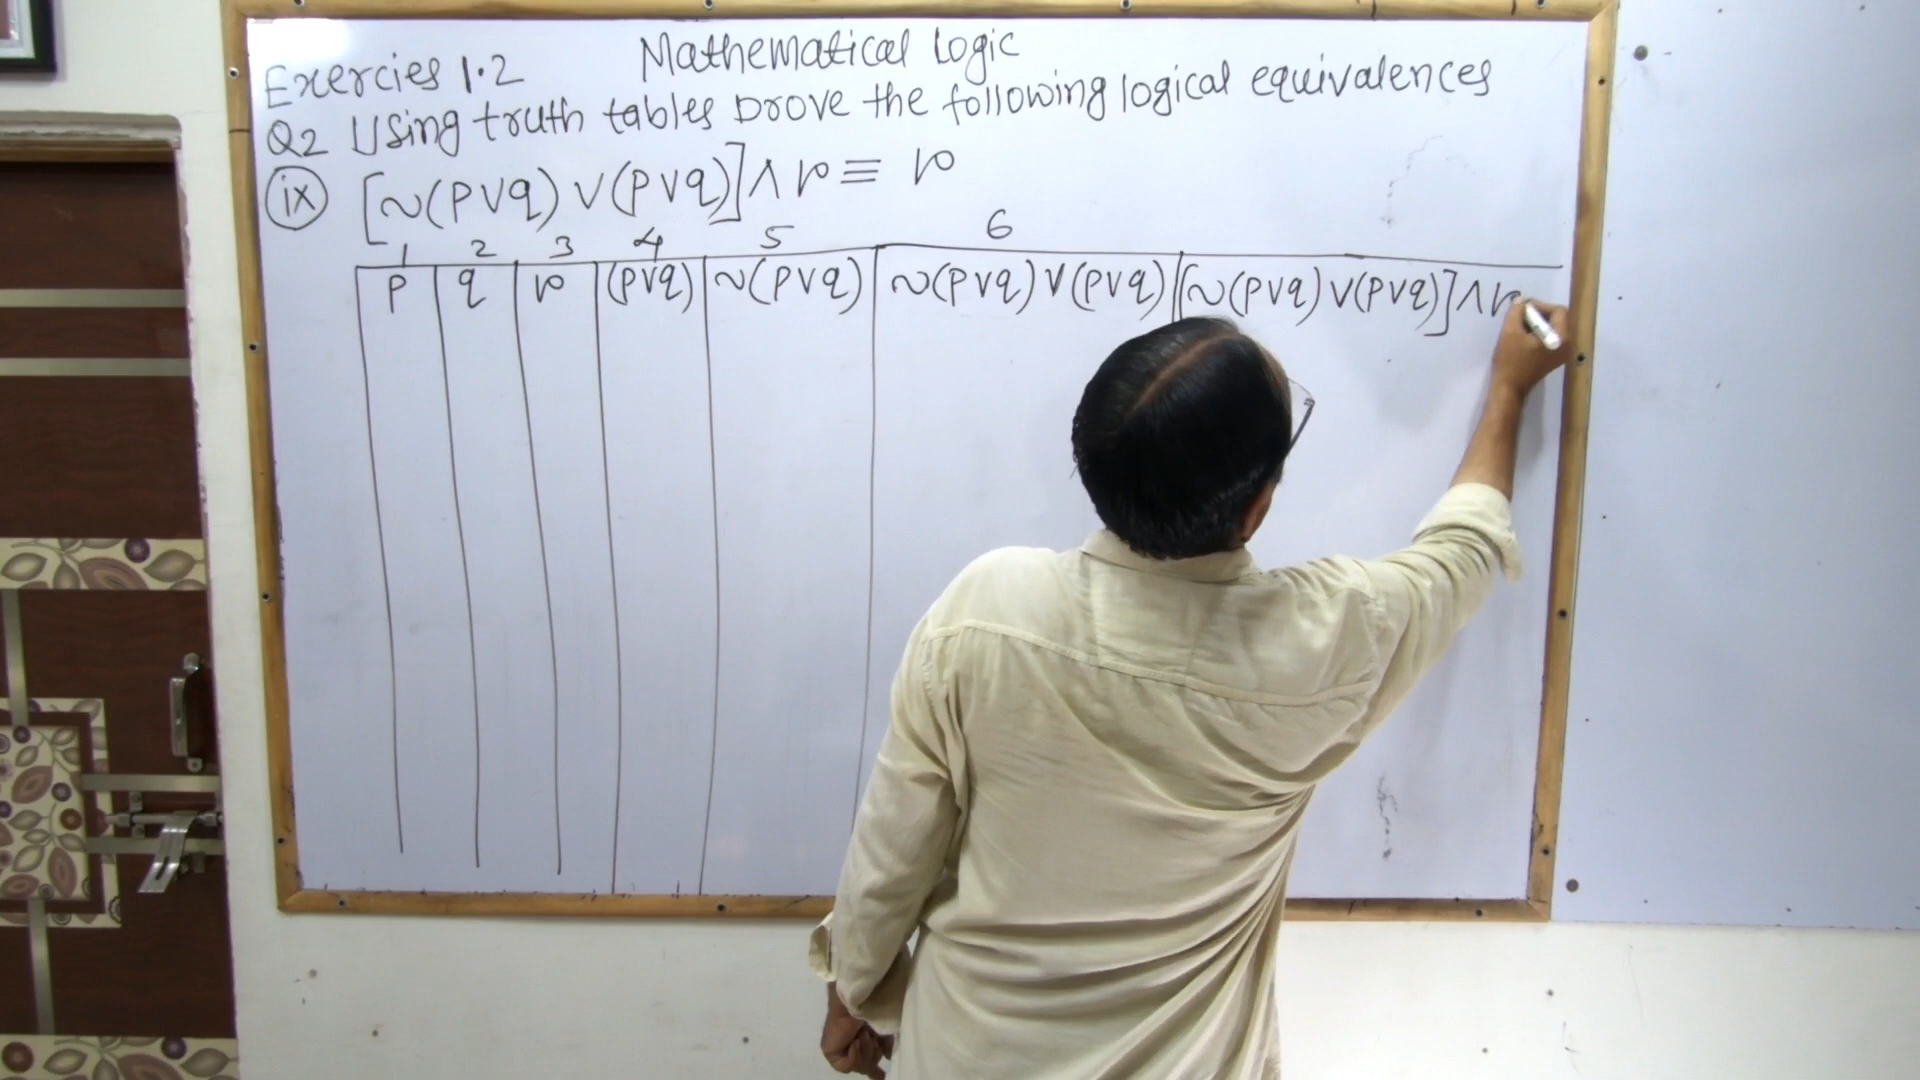 Mathematical Logic
Exercies 1.2
Q2 Using truth tables prove the following logical equivalences
ix [~(p∨q) ∨ (p∨q)] ∧ r ≡ r
1 2 3 4 5 6
p q r (p∨q) ~(p∨q) ~(p∨q) ∨ (p∨q) [~(p∨q) ∨ (p∨q)] ∧ r